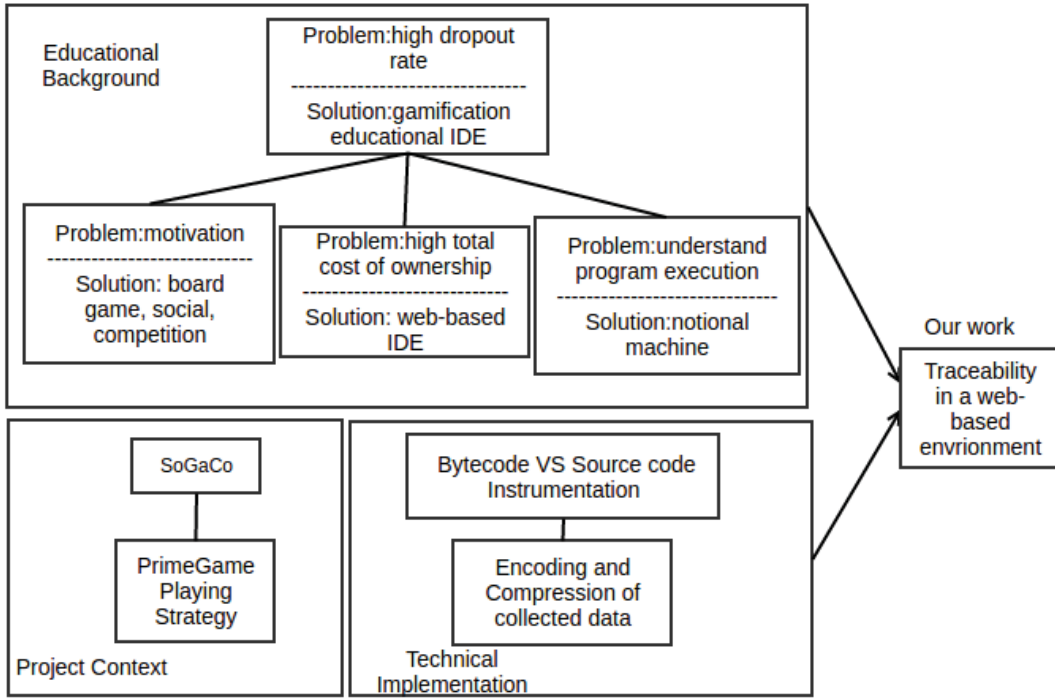 Educational
Background
Problem:high dropout
rate
--------------------------------
Solution:gamification
educational IDE
Problem:motivation
----------------------------
Solution: board
game, social,
competition
Problem:high total
cost of ownership
----------------------------
Solution: web-based
IDE
Problem:understand
program execution
------------------------------
Solution:notional
machine
Our work
Traceability
in a web-
based
envrionment
SoGaCo
PrimeGame
Playing
Strategy
Project Context
Bytecode VS Source code
Instrumentation
Encoding and
Compression of
collected data
Technical
Implementation